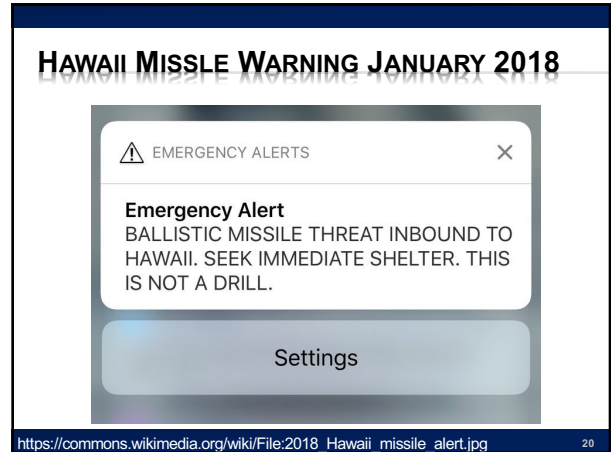 HAWAII MISSLE WARNING JANUARY 2018
EMERGENCY ALERTS
Emergency Alert
BALLISTIC MISSILE THREAT INBOUND TO
HAWAII. SEEK IMMEDIATE SHELTER. THIS
IS NOT A DRILL.
Settings
https://commons.wikimedia.org/wiki/File:2018_Hawaii_missile_alert.jpg 20